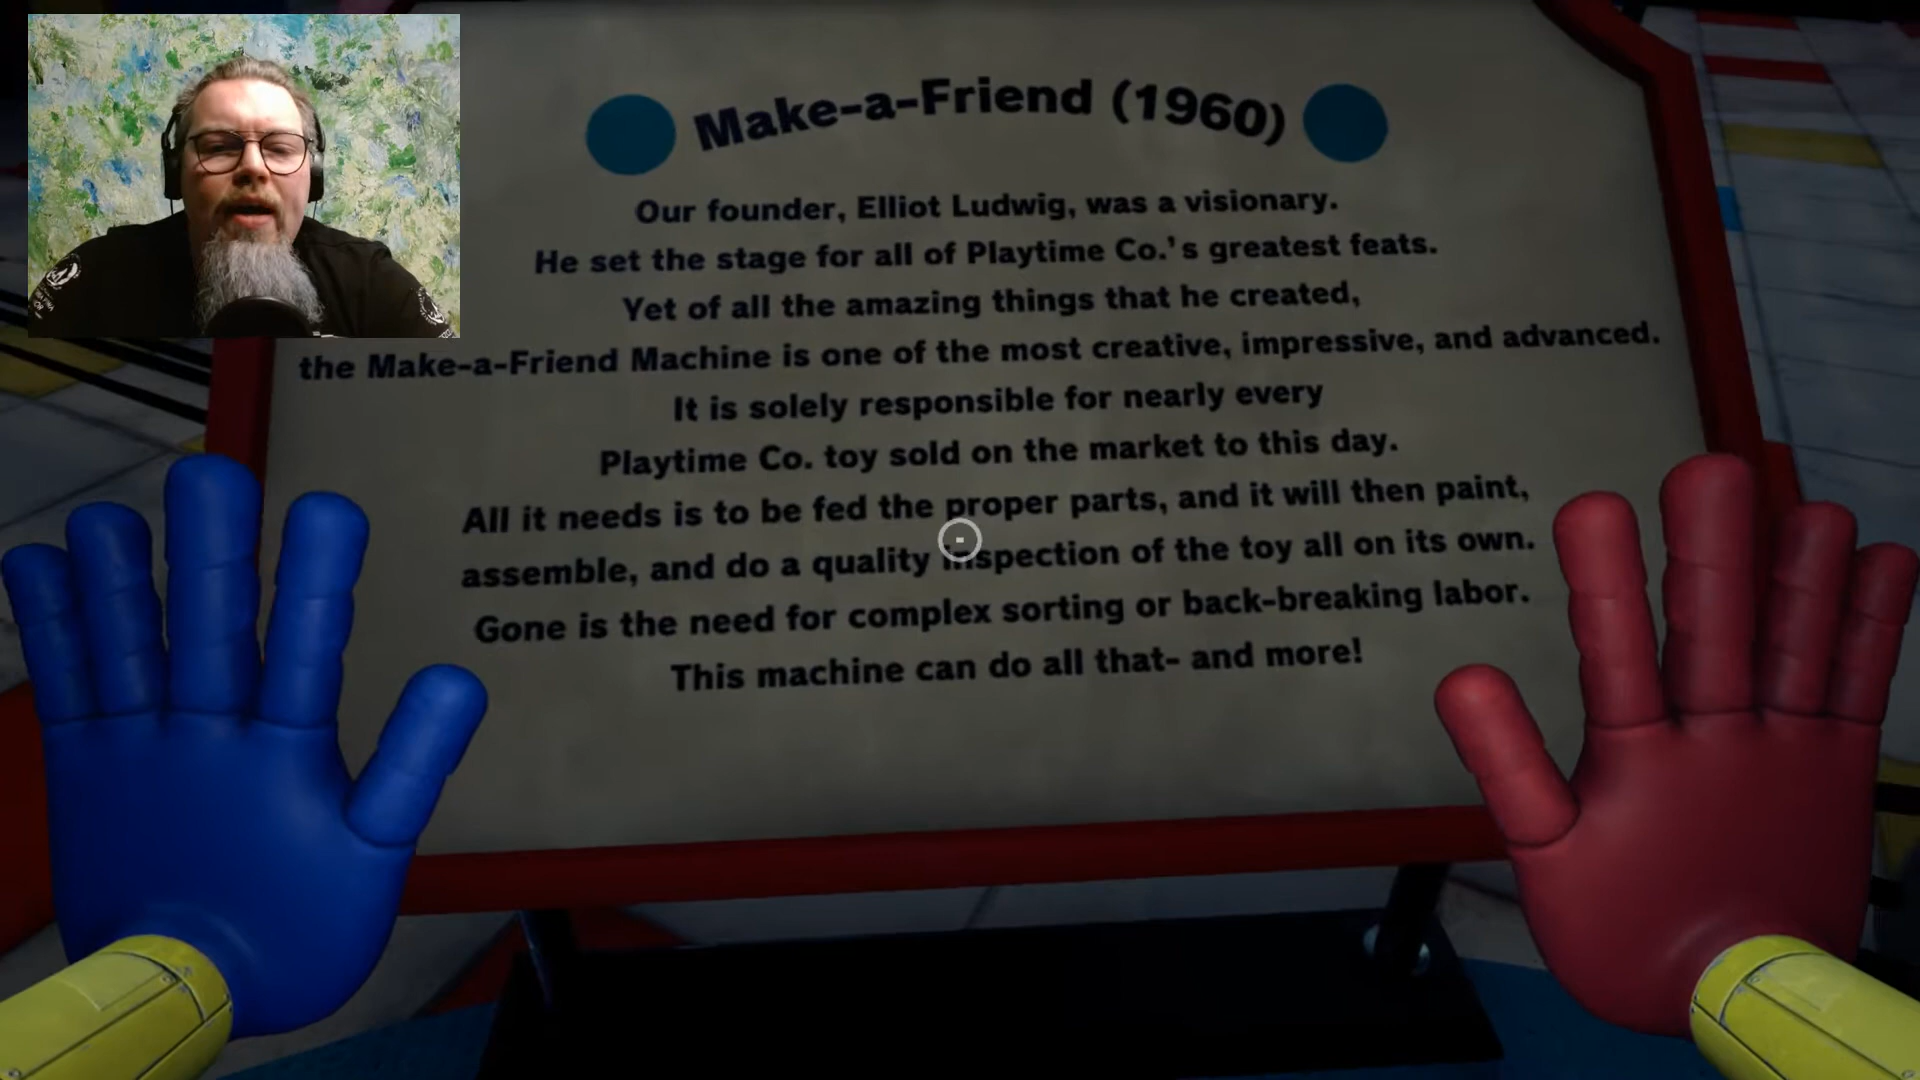 Make-a-Friend (1960)
Our founder, Elliot Ludwig, was a visionary.
He set the stage for all of Playtime Co.'s greatest feats.
Yet of all the amazing things that he created,
the Make-a-Friend Machine is one of the most creative, impressive, and advanced.
It is solely responsible for nearly every
Playtime Co. toy sold on the market to this day.
All it needs is to be fed the proper parts, and it will then paint,
assemble, and do a quality inspection of the toy all on its own.
Gone is the need for complex sorting or back-breaking labor.
This machine can do all that- and more!